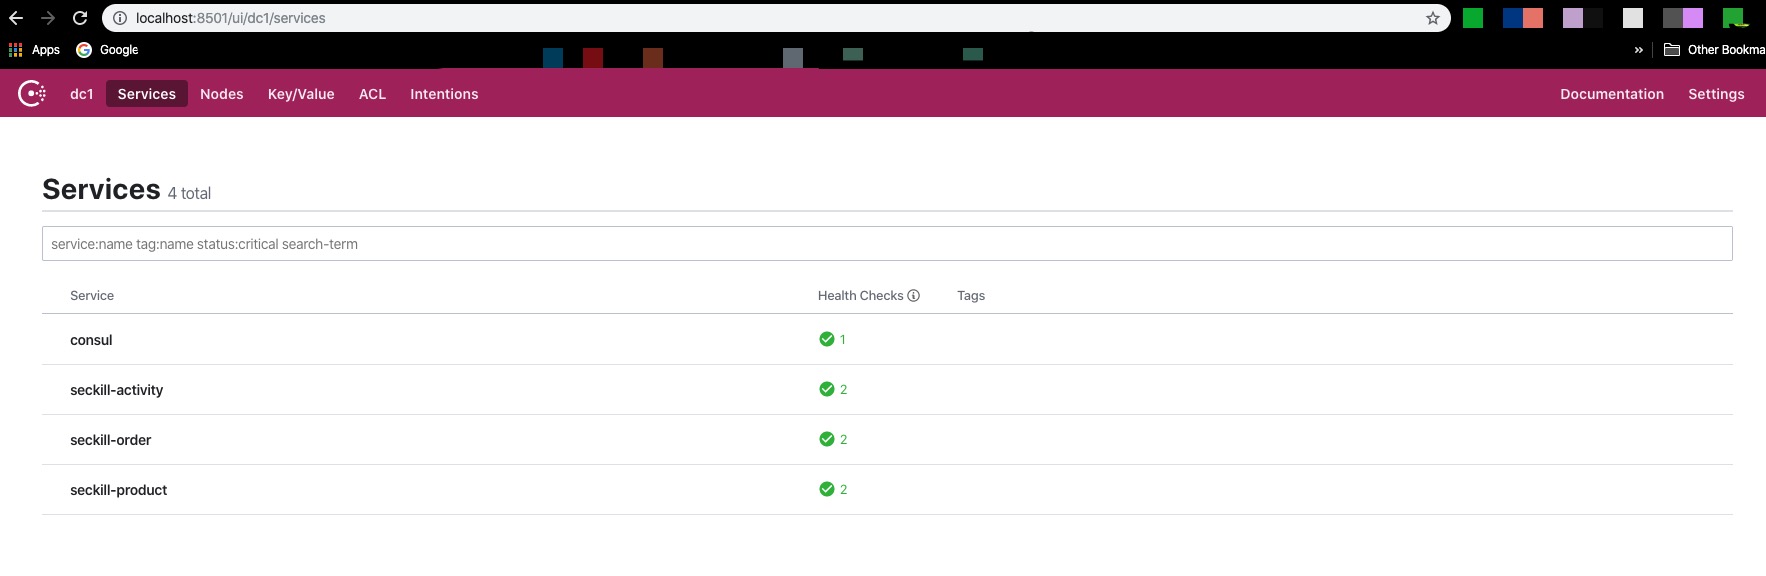 localhost:8501/ui/dc1/services
Apps Google » Other Bookma
dc1 Services Nodes Key/Value ACL Intentions Documentation Settings
Services 4 total
service:name tag:name status:critical search-term
Service Health Checks Tags
consul 1
seckill-activity 2
seckill-order 2
seckill-product 2